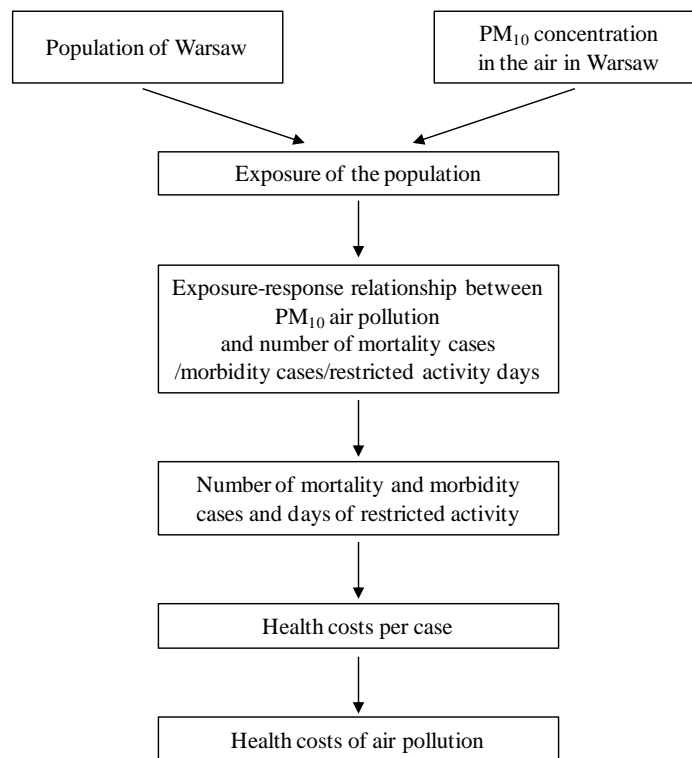 Population of Warsaw
PM₁₀ concentration
in the air in Warsaw
Exposure of the population
Exposure-response relationship between
PM₁₀ air pollution
and number of mortality cases
/morbidity cases/restricted activity days
Number of mortality and morbidity
cases and days of restricted activity
Health costs per case
Health costs of air pollution